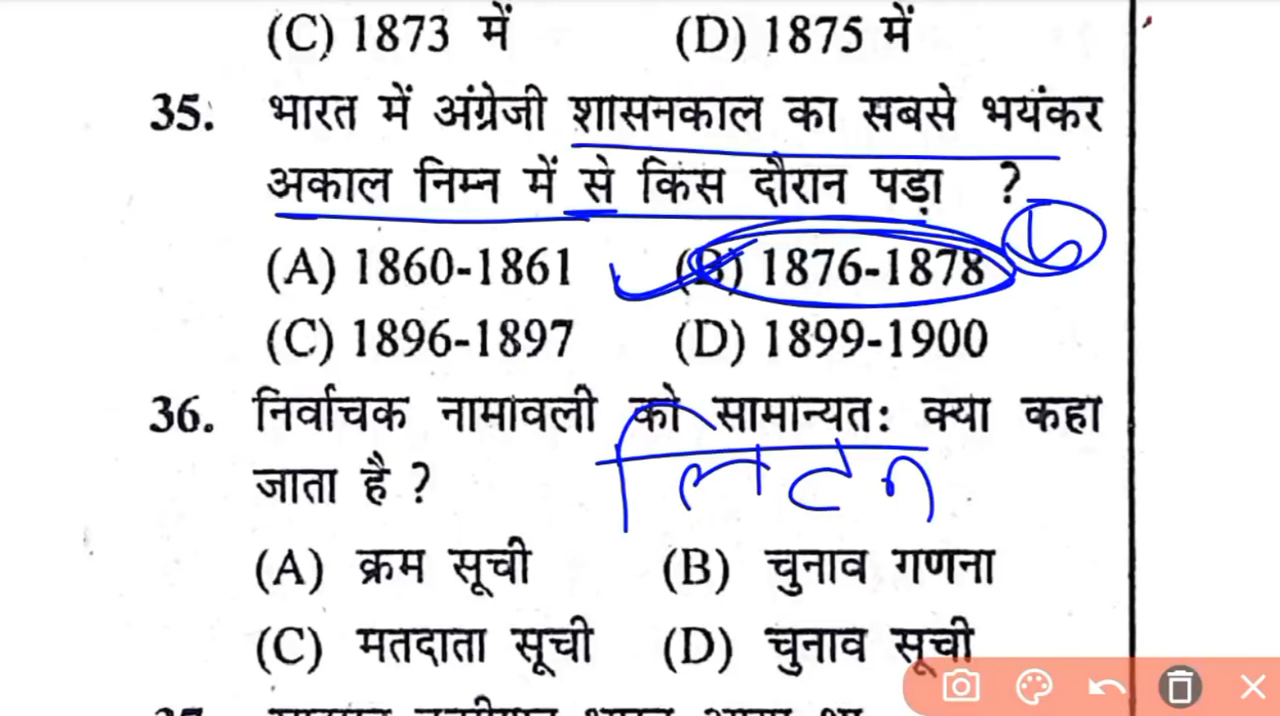 (C) 1873 में (D) 1875 में
35. भारत में अंग्रेजी शासनकाल का सबसे भयंकर
अकाल निम्न में से किस दौरान पड़ा ?
(A) 1860-1861 (B) 1876-1878
(C) 1896-1897 (D) 1899-1900
36. निर्वाचक नामावली को सामान्यत: क्या कहा
जाता है ?
लिटन
(A) क्रम सूची (B) चुनाव गणना
(C) मतदाता सूची (D) चुनाव सूची